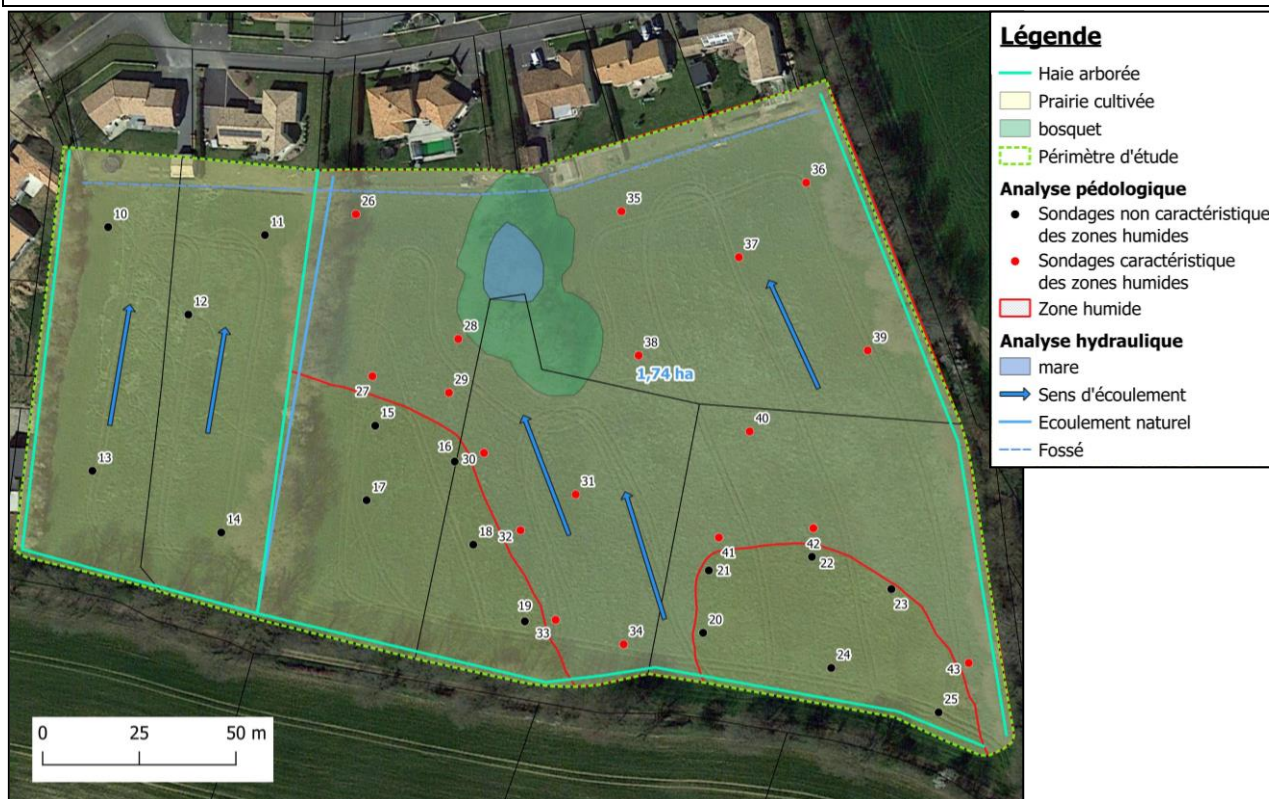 Légende
Haie arborée
Prairie cultivée
bosquet
Périmètre d'étude
Analyse pédologique
Sondages non caractéristique
des zones humides
Sondages caractéristique
des zones humides
Zone humide
Analyse hydraulique
mare
Sens d'écoulement
Ecoulement naturel
Fossé
36
26
35
10
11
37
12
28
39
38
1,74 ha
27
29
15
40
16
30
13
31
17
14
18
32
41
42
22
21
23
19
20
33
34
24
43
25
0 25 50 m